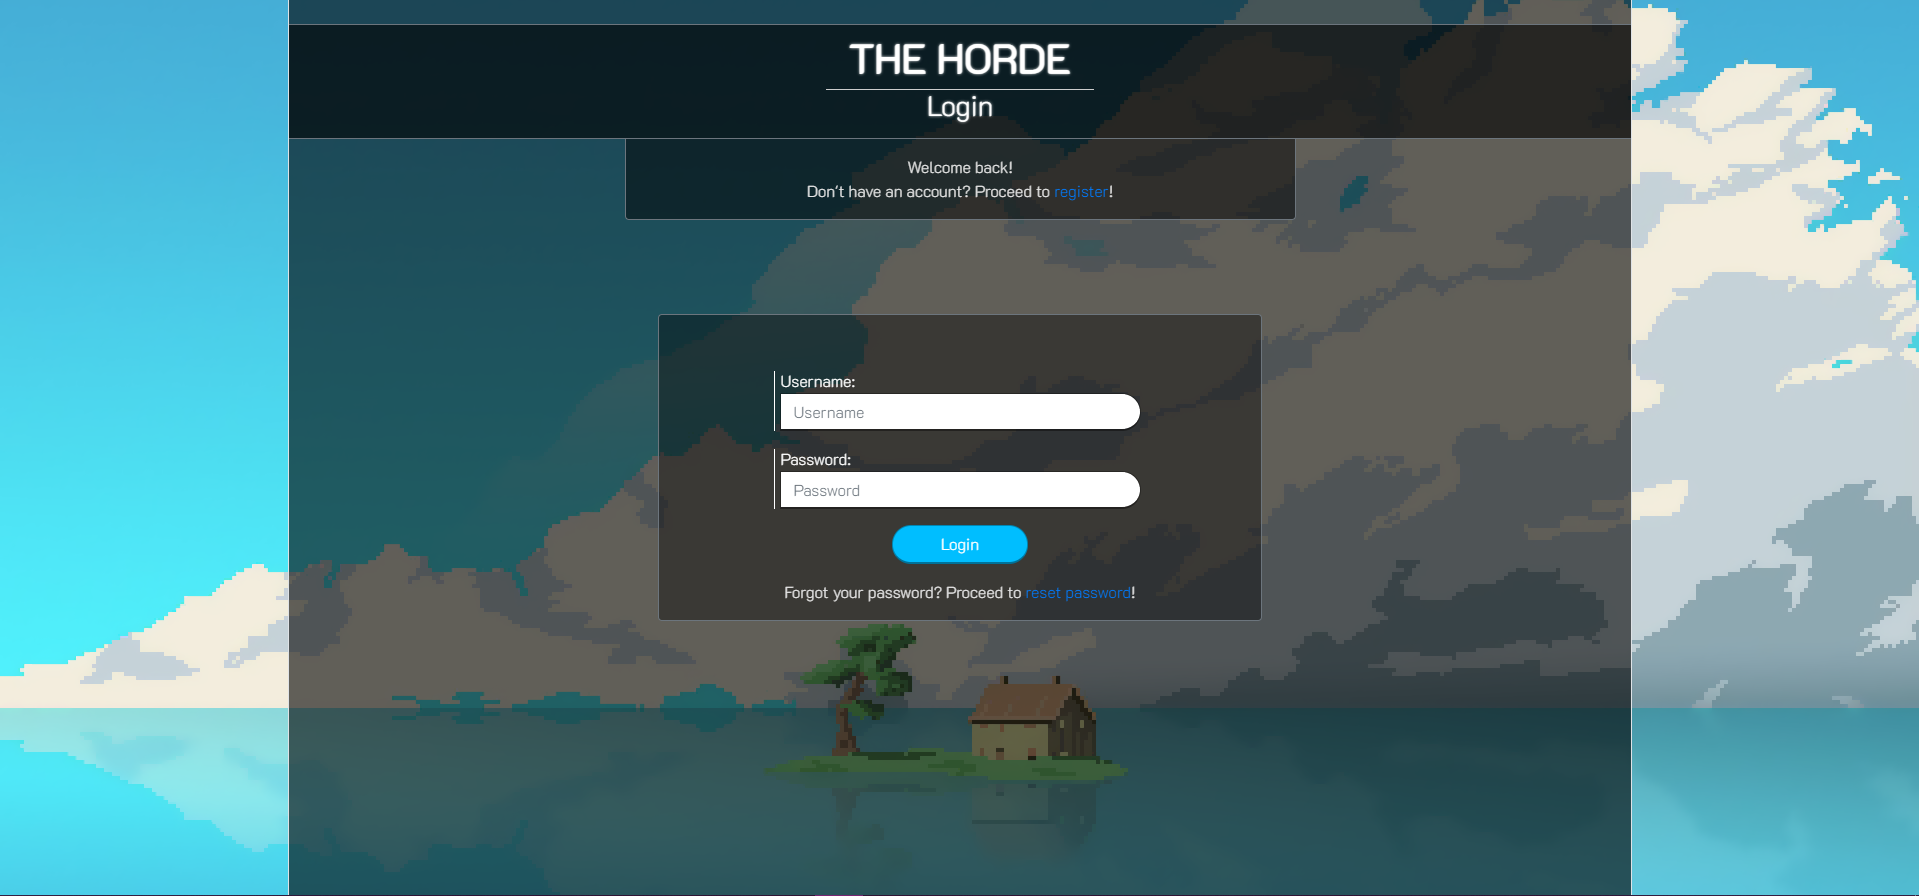 THE HORDE
Login
Welcome back!
Don't have an account? Proceed to register!
Username:
Username
Password:
Password
Login
Forgot your password? Proceed to reset password!